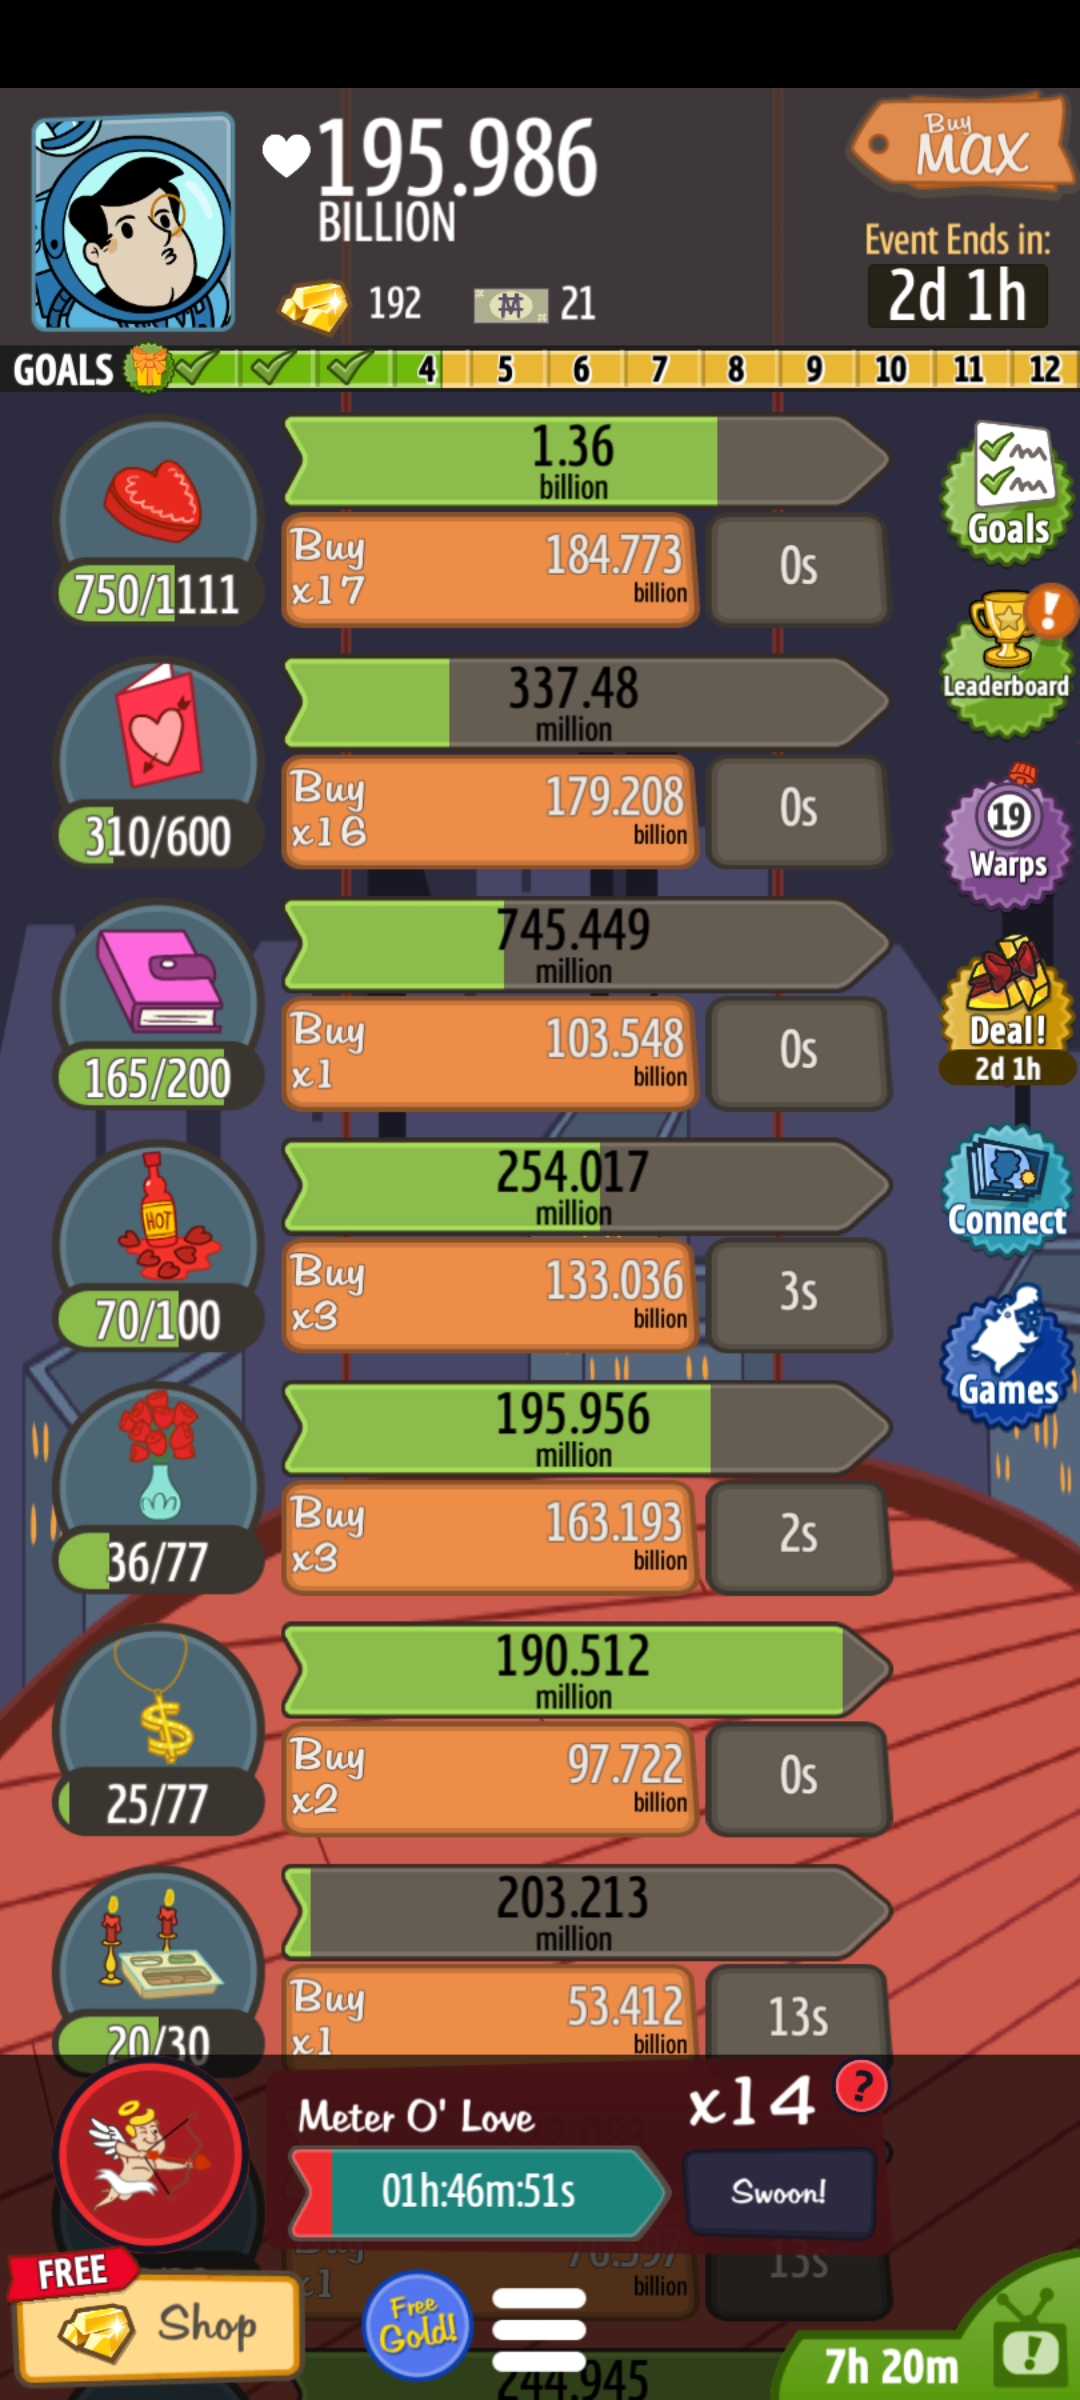 195.986
BILLION
Buy
MAX
Event Ends in:
2d 1h
192
21
GOALS
4 5 6 7 8 9 10 11 12
1.36
billion
Buy
x17
184.773
billion
0s
750/1111
Goals
Leaderboard
337.48
million
Buy
x16
179.208
billion
0s
310/600
19
Warps
745.449
million
Buy
x1
103.548
billion
0s
165/200
Deal!
2d 1h
HOT
254.017
million
Buy
x3
133.036
billion
3s
70/100
Connect
Games
195.956
million
Buy
x3
163.193
billion
2s
36/77
190.512
million
Buy
x2
97.722
billion
0s
25/77
203.213
million
Buy
x1
53.412
billion
13s
20/30
Meter O' Love
x14
?
01h:46m:51s
Swoon!
Buy
x1
billion
13s
FREE
Shop
Free
Gold!
7h 20m
244.945